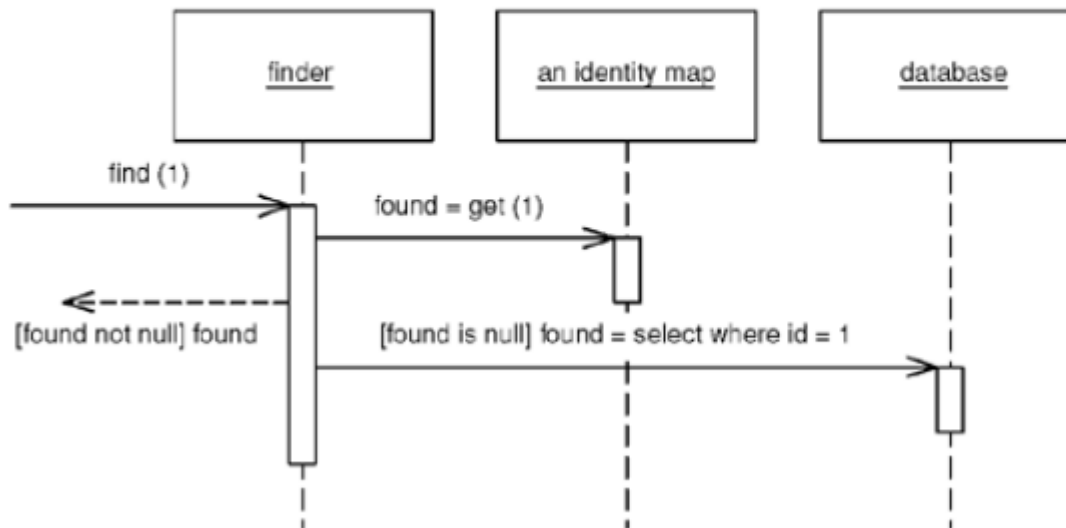 finder
an identity map
database
find (1)
found = get (1)
[found not null] found
[found is null] found = select where id = 1